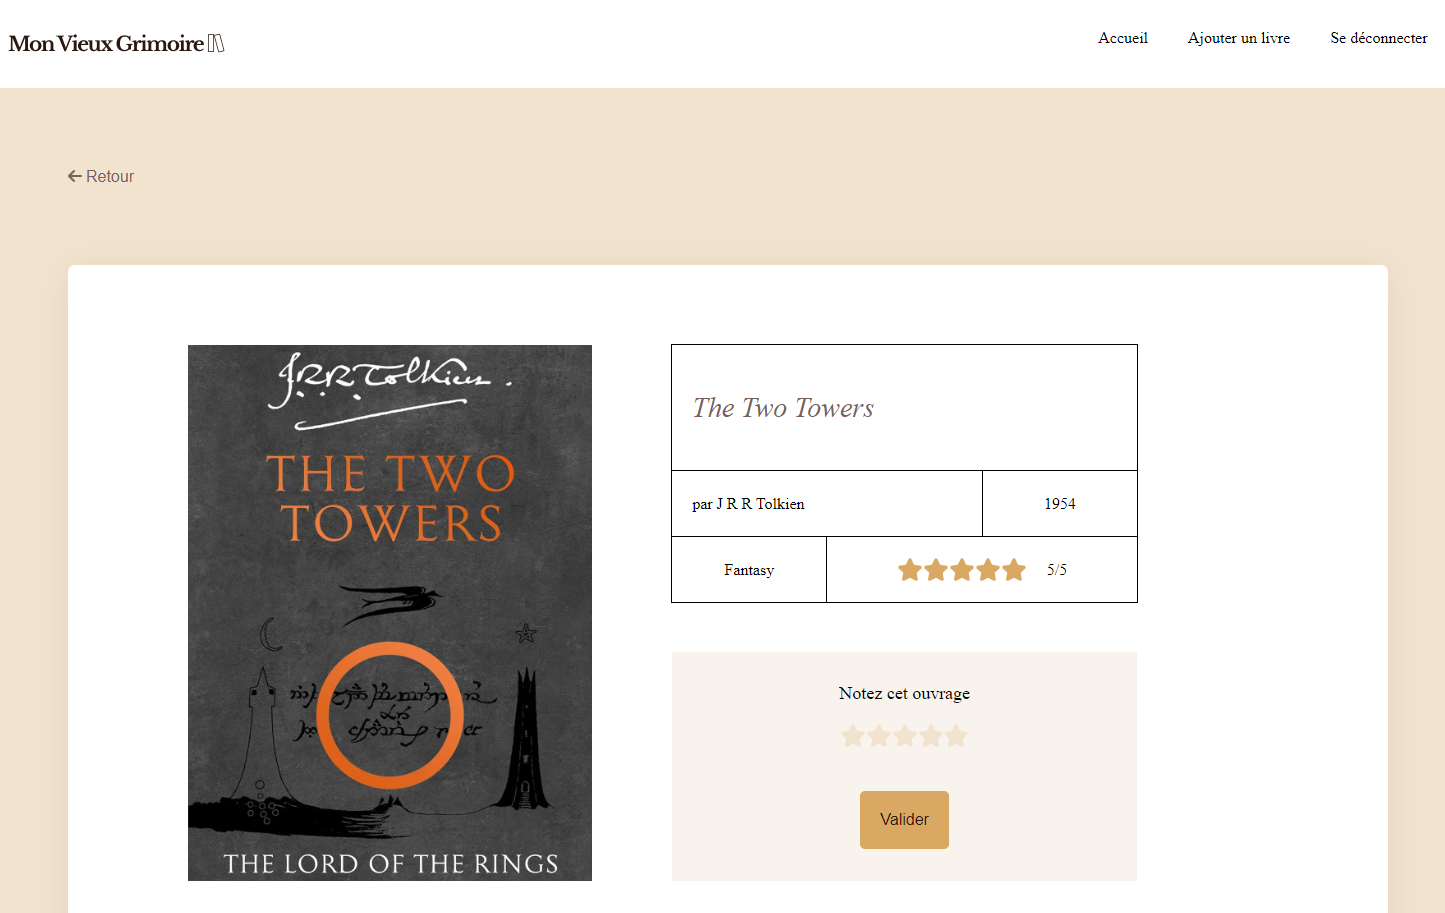 Mon Vieux Grimoire
Accueil
Ajouter un livre
Se déconnecter
Retour
J.R.R. Tolkien.
THE TWO
TOWERS
THE LORD OF THE RINGS
The Two Towers
par J R R Tolkien
1954
Fantasy
5/5
Notez cet ouvrage
Valider